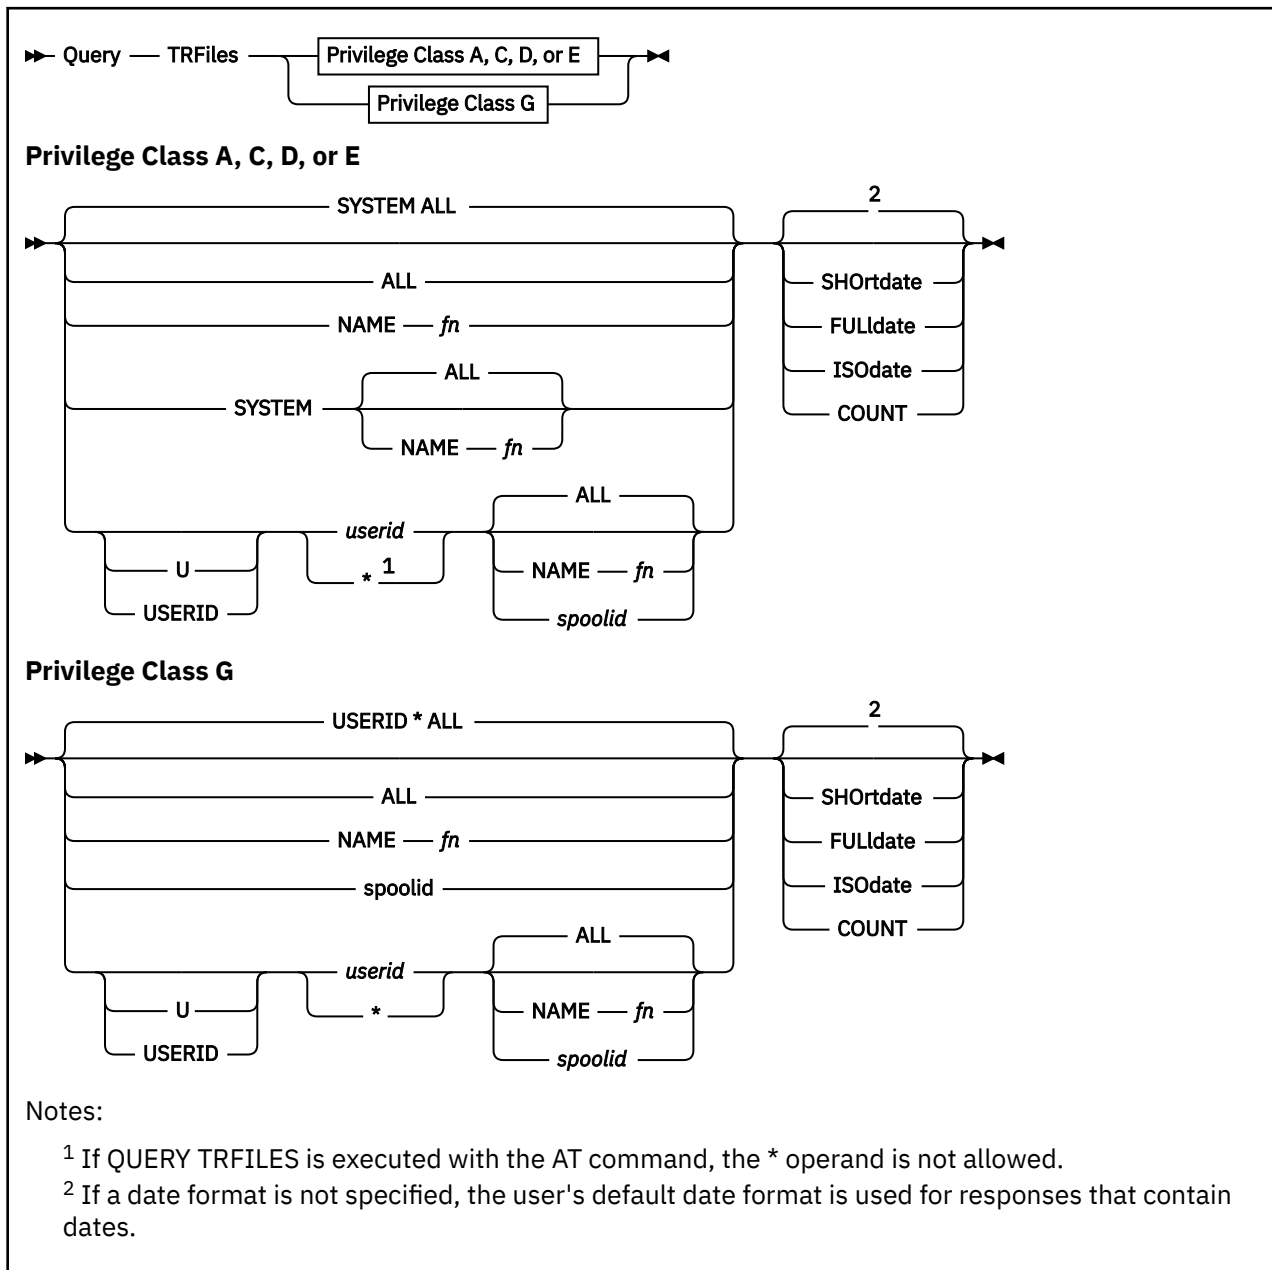 Query TRFiles Privilege Class A, C, D, or E
Privilege Class G
Privilege Class A, C, D, or E
SYSTEM ALL
2
ALL
SHOrtdate
NAME fn
FULldate
ALL
ISOdate
SYSTEM
COUNT
NAME fn
ALL
userid
U
* 1
NAME fn
USERID
spoolid
Privilege Class G
USERID * ALL
2
ALL
SHOrtdate
NAME fn
FULldate
spoolid
ISOdate
ALL
COUNT
userid
U
*
NAME fn
USERID
spoolid
Notes:
1 If QUERY TRFILES is executed with the AT command, the * operand is not allowed.
2 If a date format is not specified, the user's default date format is used for responses that contain
dates.